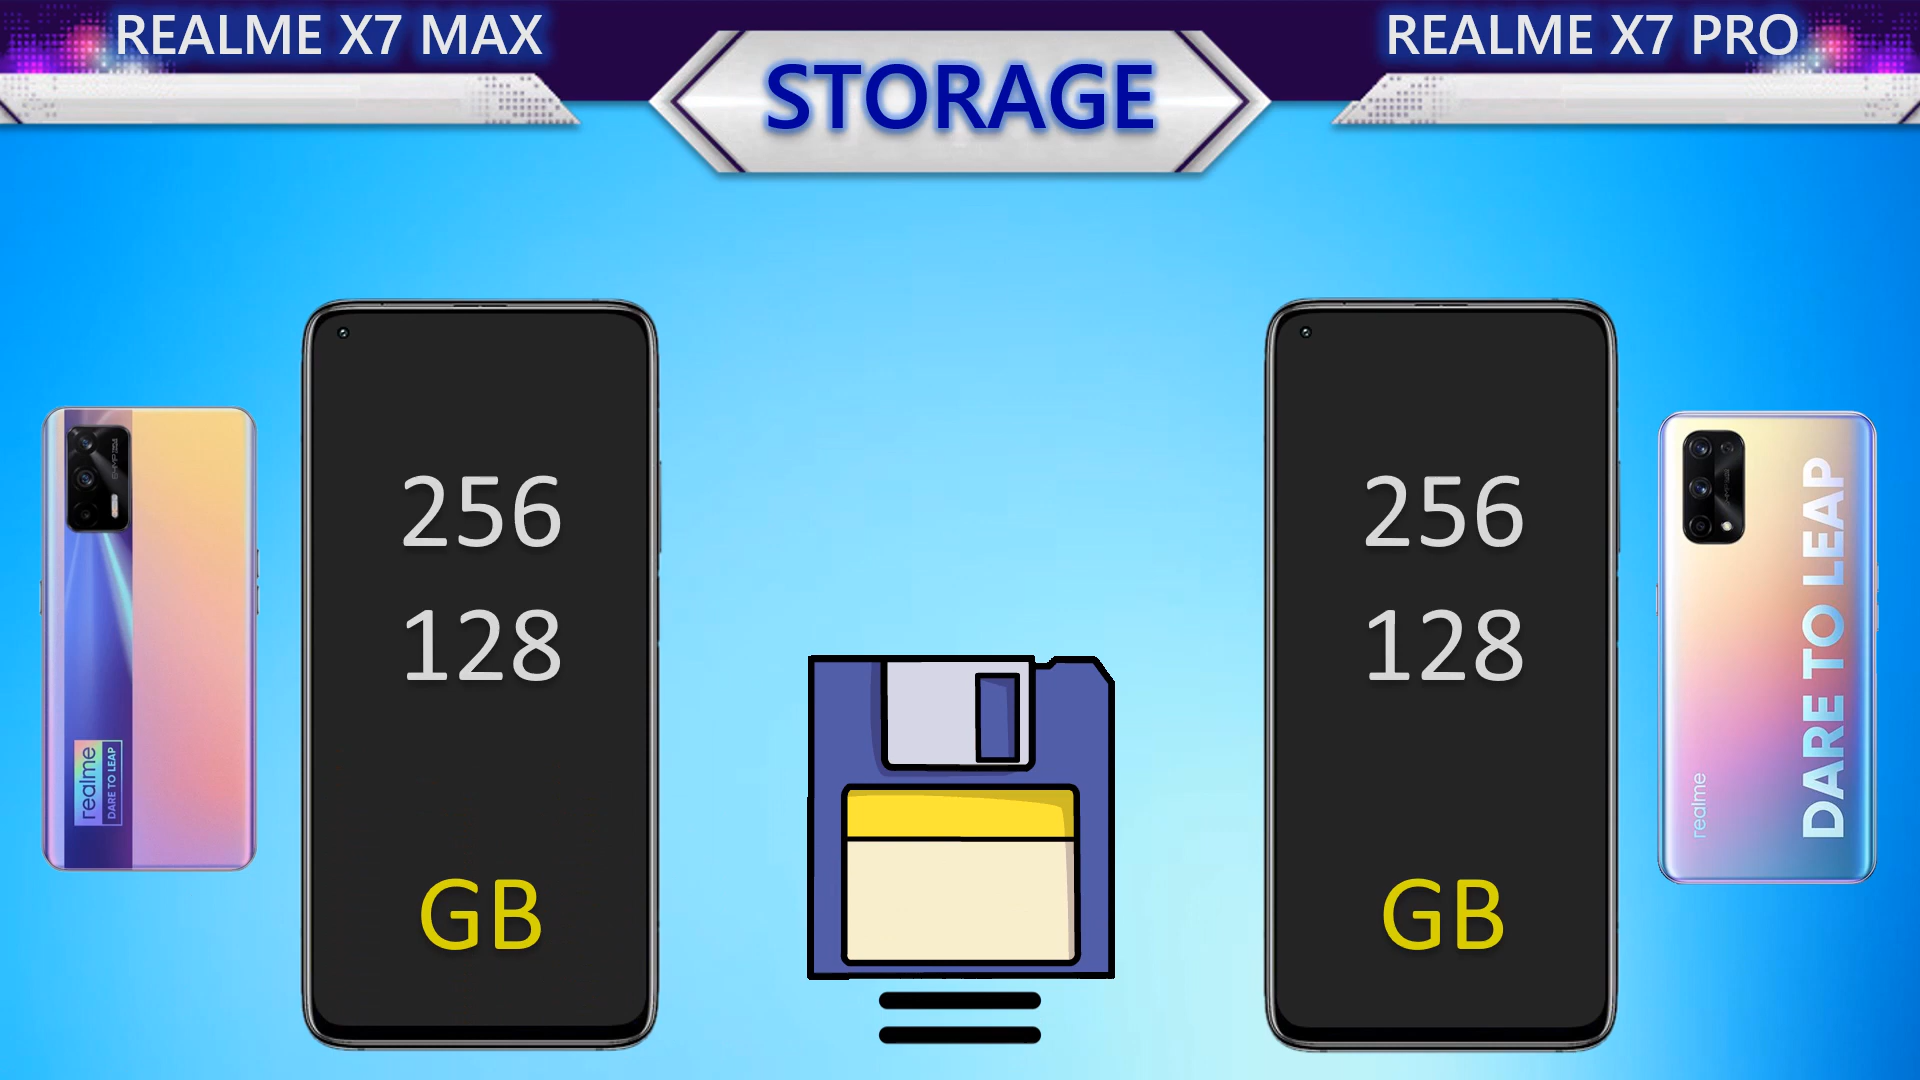 REALME X7 MAX
STORAGE
REALME X7 PRO
256
128
GB
256
128
GB
realme
DARE TO LEAP
realme
DARE TO LEAP